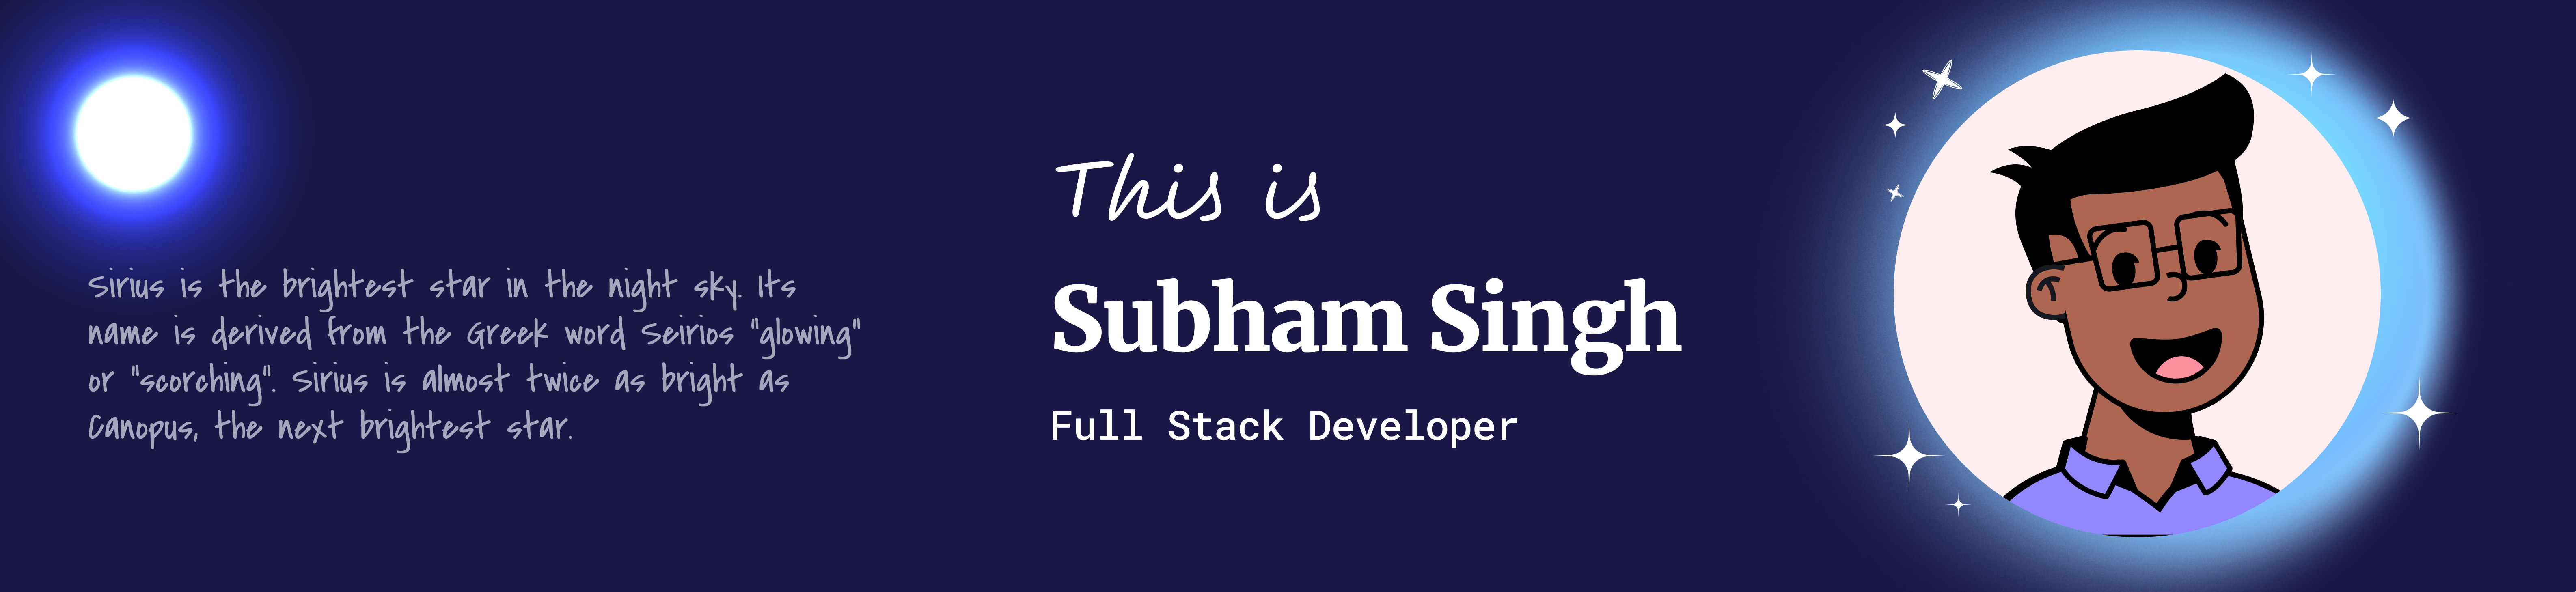 Sirius is the brightest star in the night sky. Its
name is derived from the Greek word Seirios "glowing"
or "scorching". Sirius is almost twice as bright as
Canopus, the next brightest star.
This is
Subham Singh
Full Stack Developer